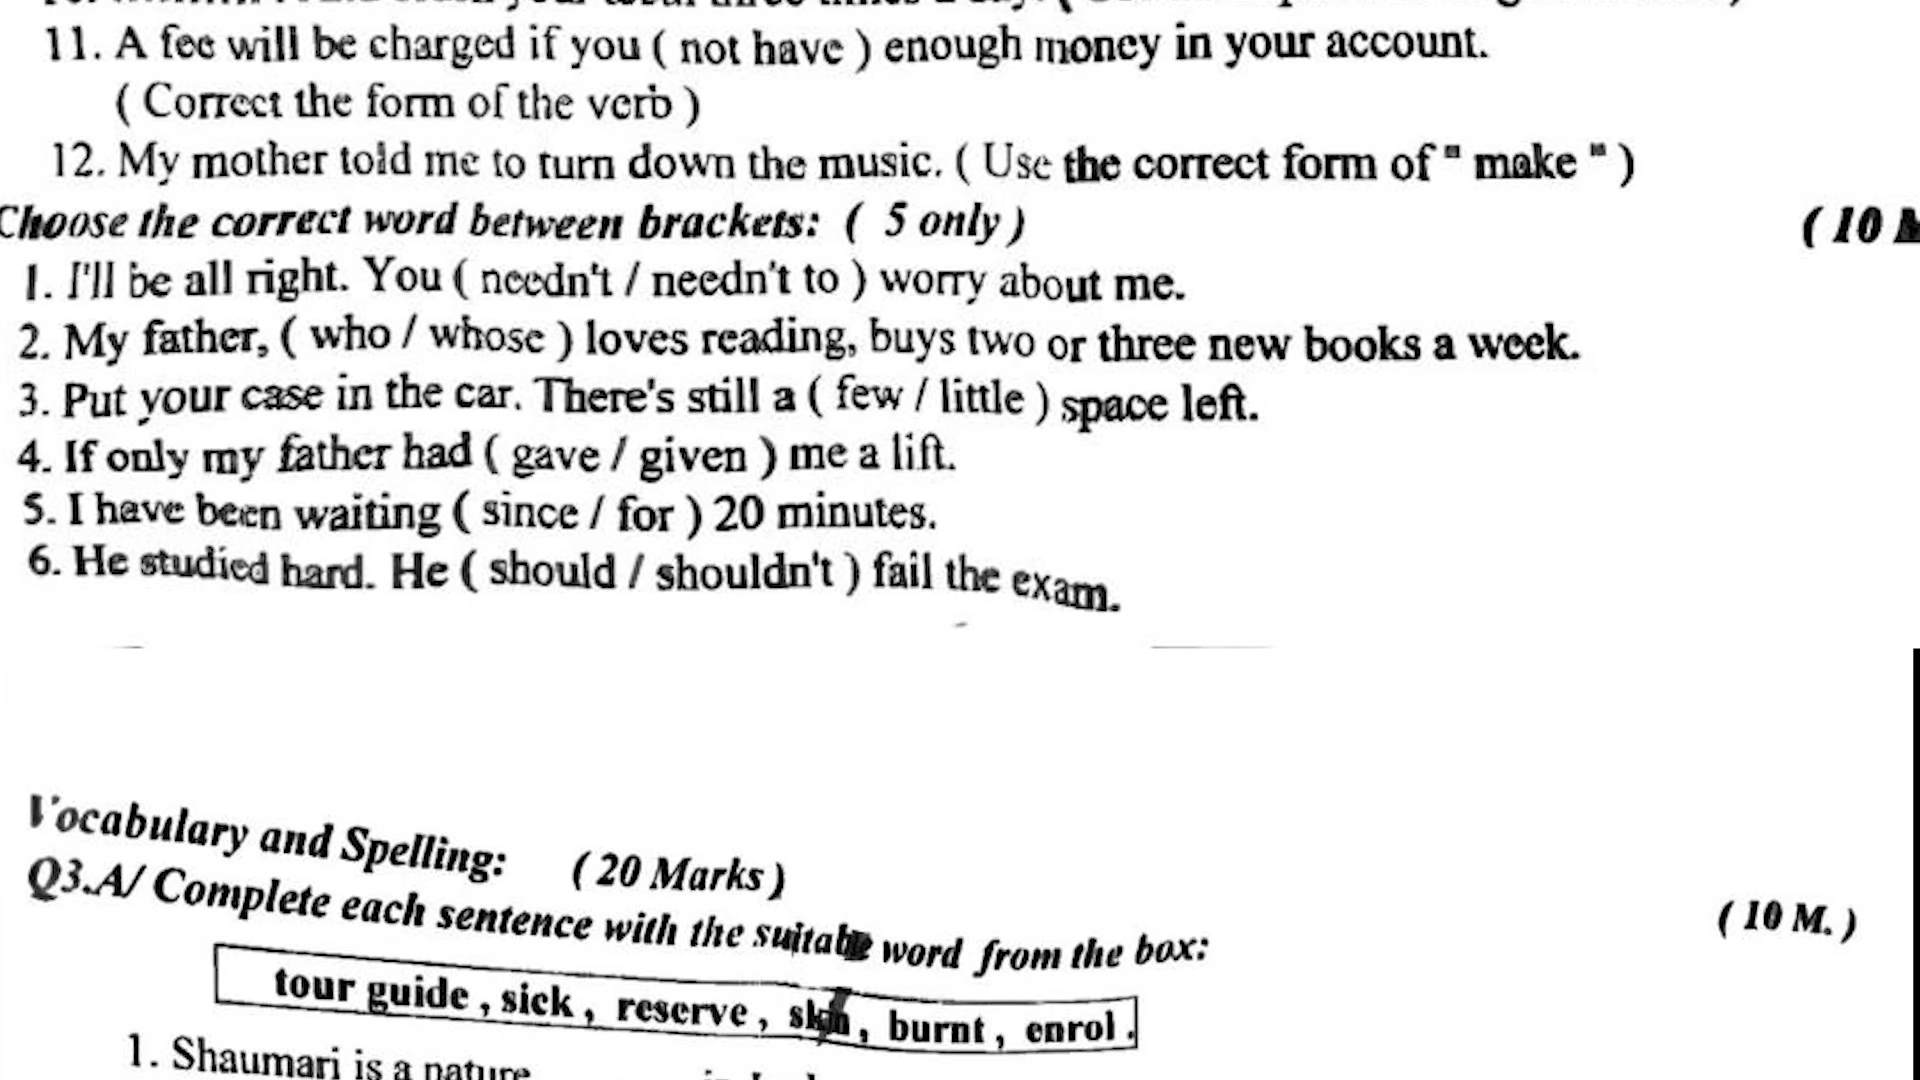 your
three times a day. (
11. A fee will be charged if you ( not have ) enough money in your account.
( Correct the form of the verb )
12. My mother told me to turn down the music. ( Use the correct form of " make " )
Choose the correct word between brackets: ( 5 only ) ( 10 M
1. I'll be all right. You ( needn't / needn't to ) worry about me.
2. My father, ( who / whose ) loves reading, buys two or three new books a week.
3. Put your case in the car. There's still a ( few / little ) space left.
4. If only my father had ( gave / given ) me a lift.
5. I have been waiting ( since / for ) 20 minutes.
6. He studied hard. He ( should / shouldn't ) fail the exam.
Vocabulary and Spelling: ( 20 Marks )
Q3.A/ Complete each sentence with the word from the box: ( 10 M. )
tour guide , sick , reserve , , burnt , enrol .
1. Shaumari is a nature